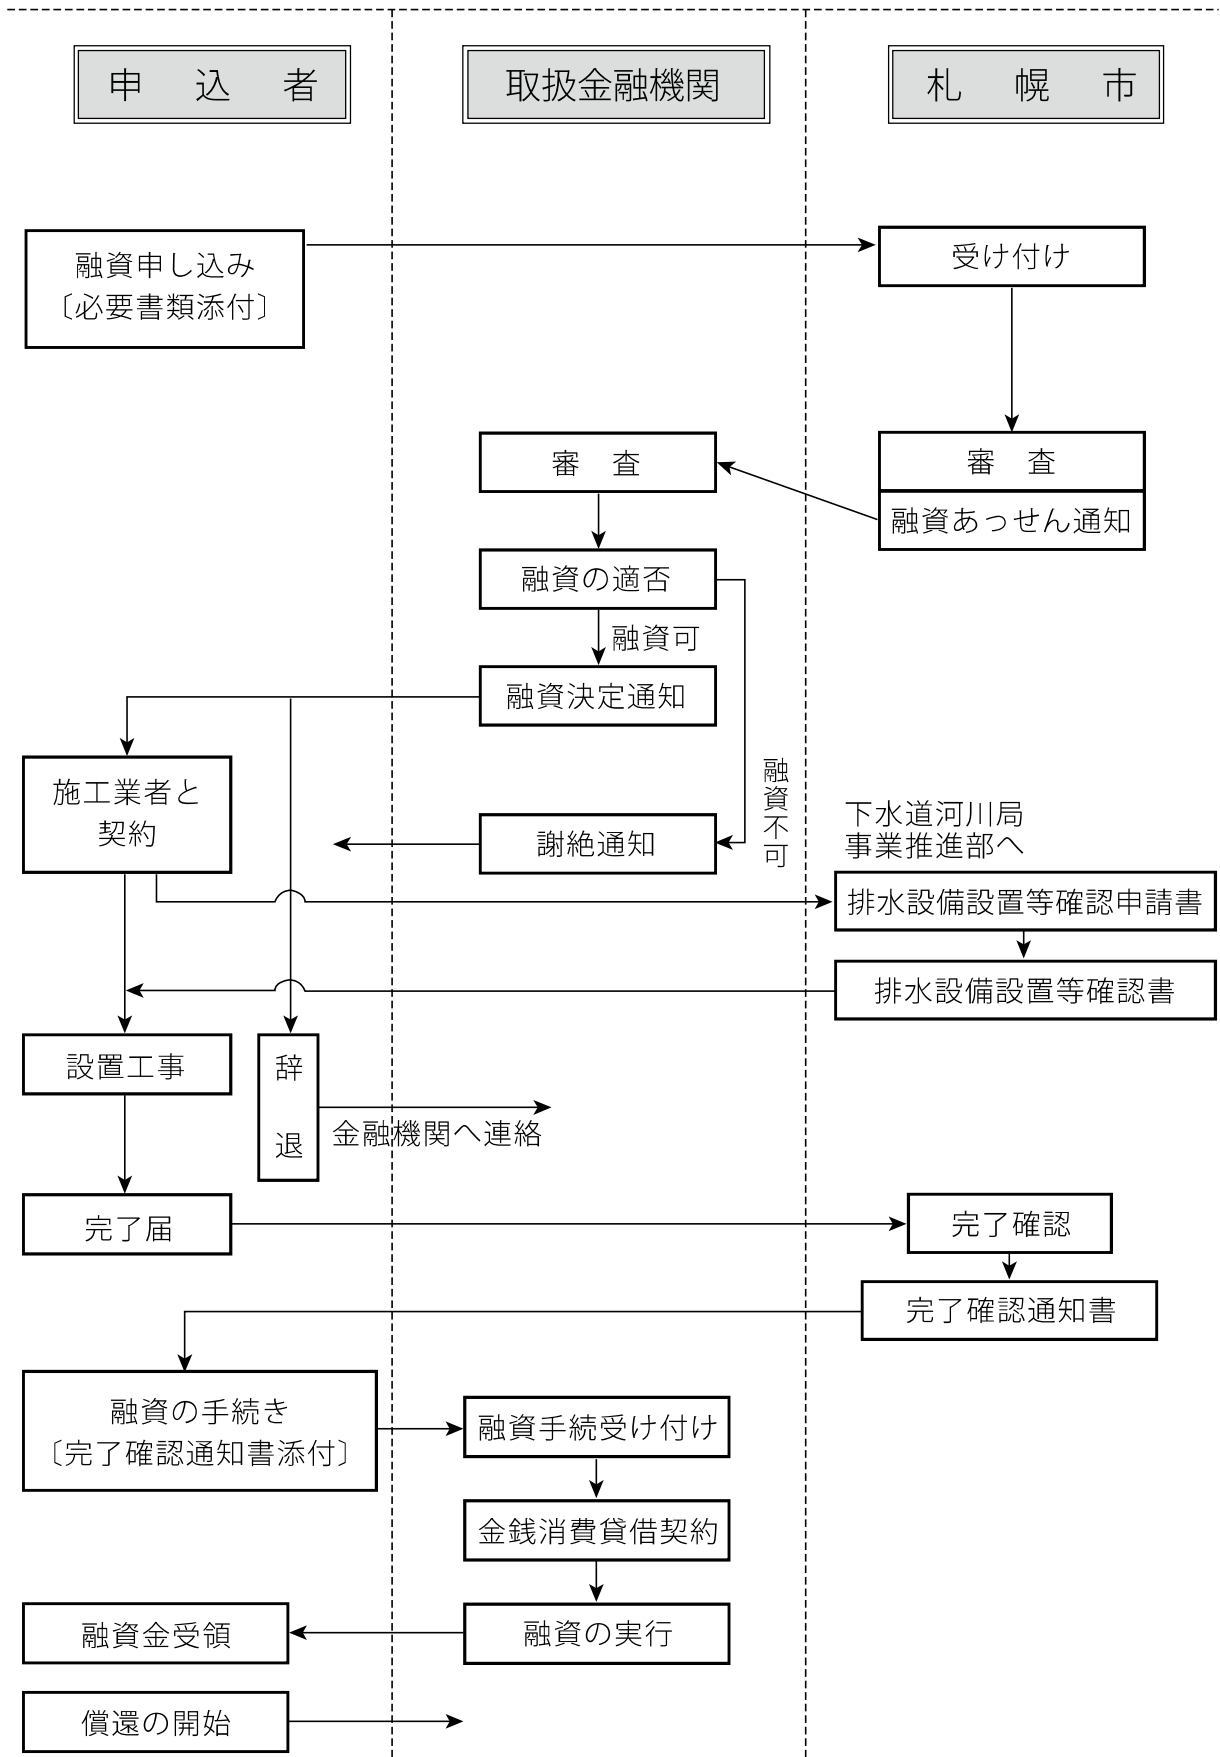 申込者
取扱金融機関
札幌市
融資申し込み
〔必要書類添付〕
受け付け
審査
融資あっせん通知
審査
融資の適否
融資可
融資決定通知
融資不可
謝絶通知
施工業者と
契約
下水道河川局
事業推進部へ
排水設備設置等確認申請書
排水設備設置等確認書
設置工事
辞退
金融機関へ連絡
完了届
完了確認
完了確認通知書
融資の手続き
〔完了確認通知書添付〕
融資手続受け付け
金銭消費貸借契約
融資の実行
融資金受領
償還の開始